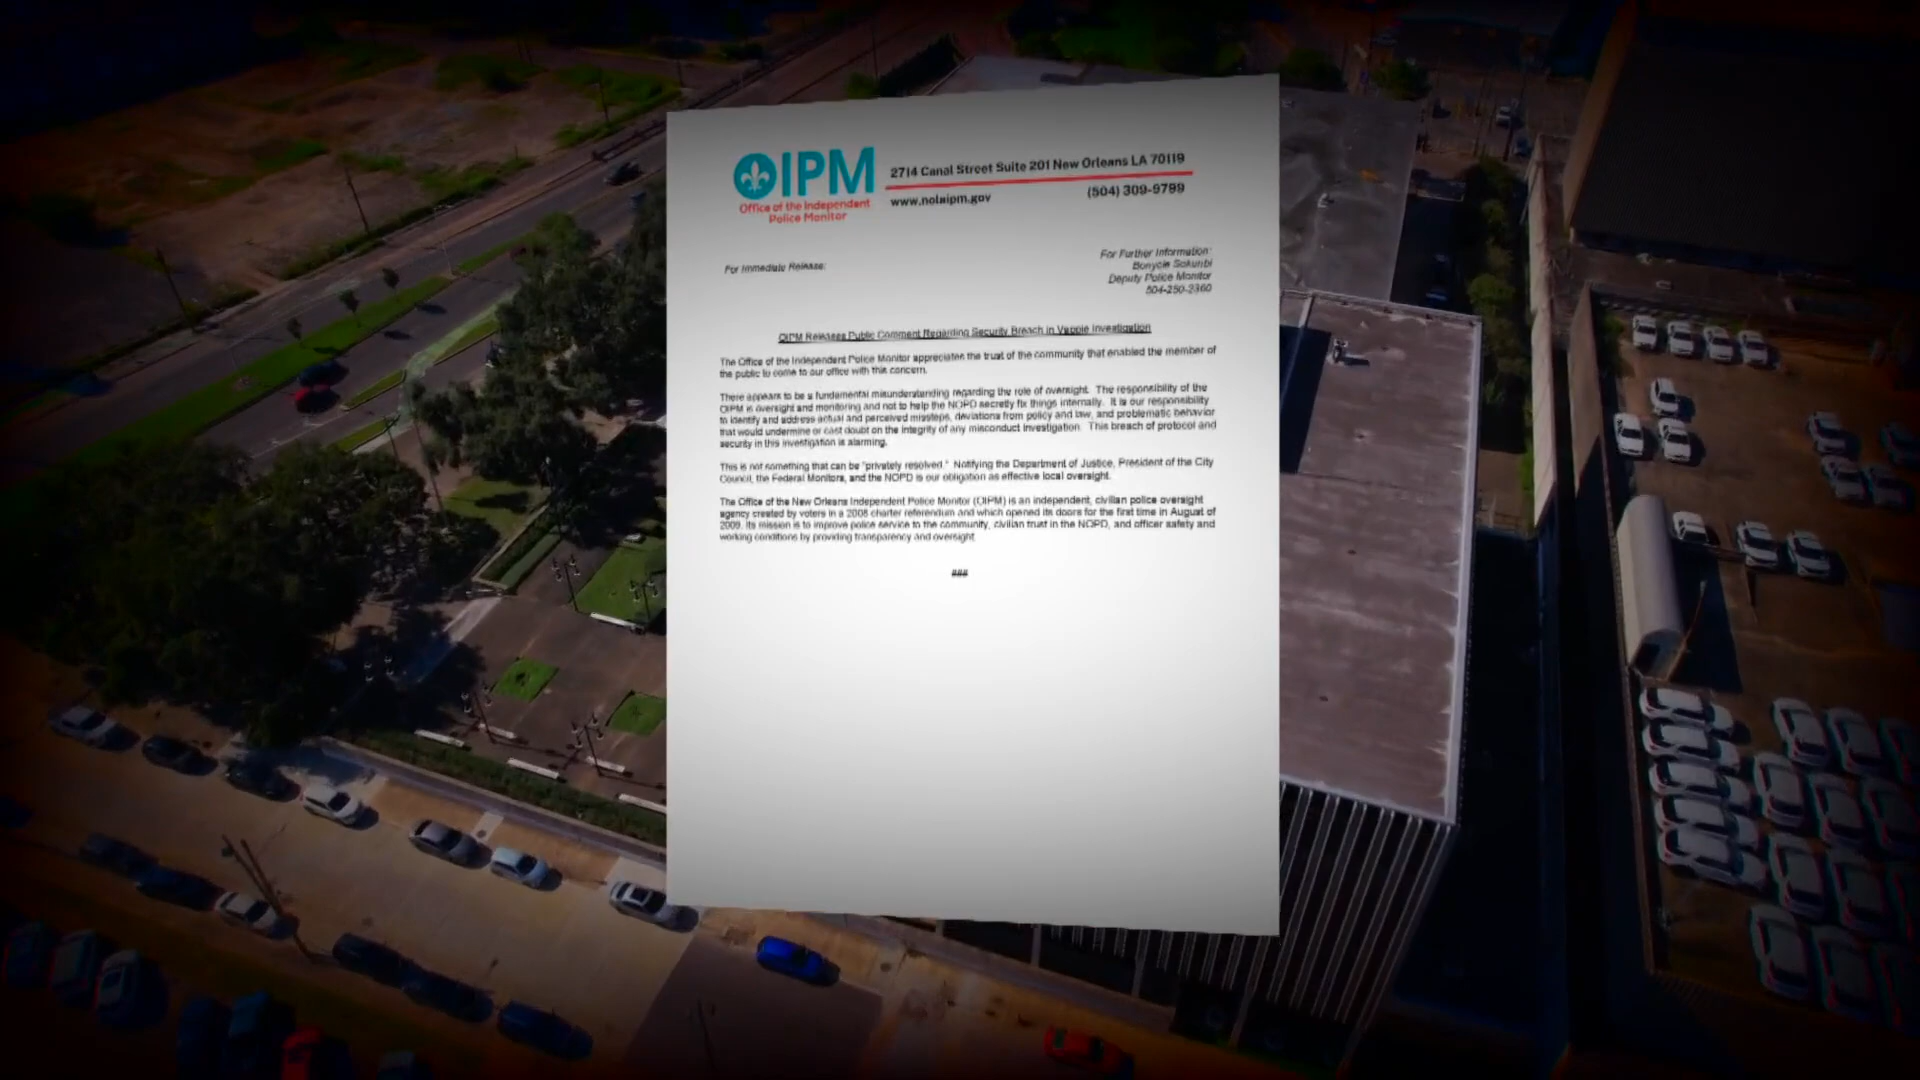 OIPM
Office of the Independent
Police Monitor
2714 Canal Street Suite 201 New Orleans LA 70119
www.nolaipm.gov
(504) 309-9799
For Immediate Release:
For Further Information:
Bonycle Sokunbi
Deputy Police Monitor
504-250-2360
OIPM Releases Public Comment Regarding Security Breach in Vappie Investigation
The Office of the Independent Police Monitor appreciates the trust of the community that enabled the member of
the public to come to our office with this concern.
There appears to be a fundamental misunderstanding regarding the role of oversight. The responsibility of the
OIPM is oversight and monitoring and not to help the NOPD secretly fix things internally. It is our responsibility
to identify and address actual and perceived missteps, deviations from policy and law, and problematic behavior
that would undermine or cast doubt on the integrity of any misconduct investigation. This breach of protocol and
security in this investigation is alarming.
This is not something that can be "privately resolved." Notifying the Department of Justice, President of the City
Council, the Federal Monitors, and the NOPD is our obligation as effective local oversight.
The Office of the New Orleans Independent Police Monitor (OIPM) is an independent, civilian police oversight
agency created by voters in a 2008 charter referendum and which opened its doors for the first time in August of
2009. Its mission is to improve police service to the community, civilian trust in the NOPD, and officer safety and
working conditions by providing transparency and oversight.
###